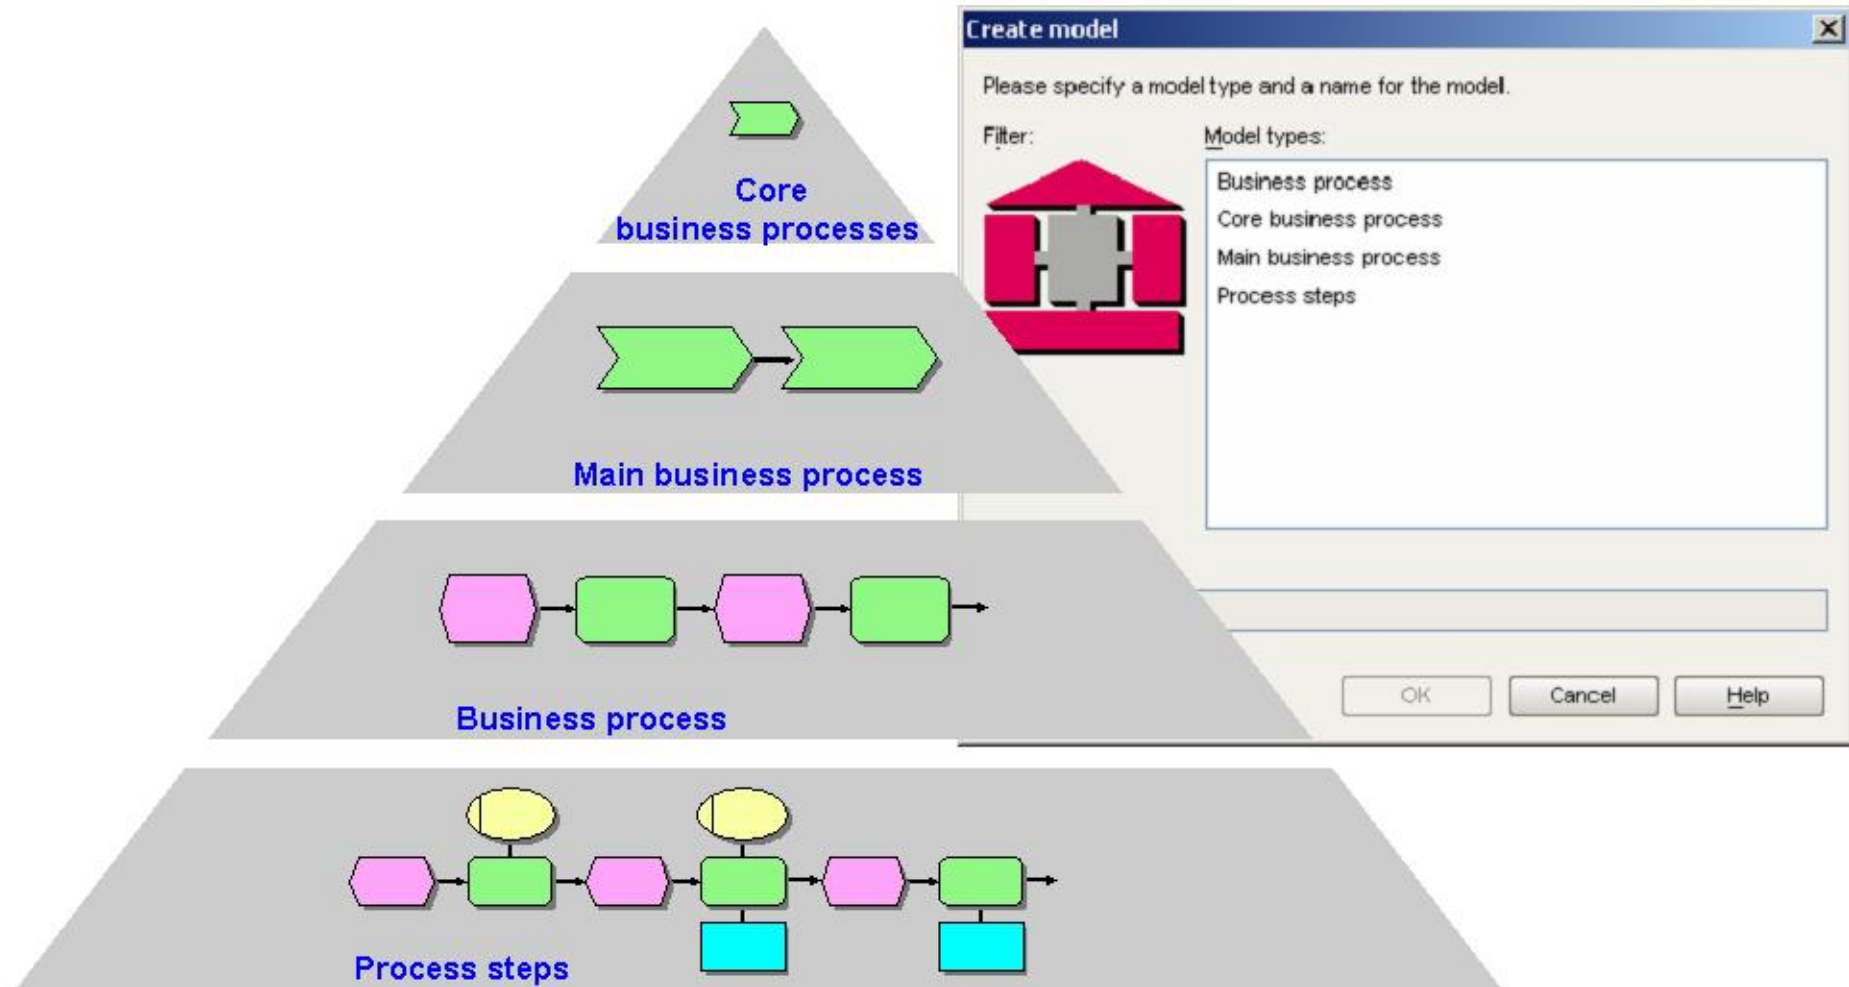 Core
business processes
Main business process
Business process
Process steps
Create model
Please specify a model type and a name for the model.
Filter:
Model types:
Business process
Core business process
Main business process
Process steps
OK
Cancel
Help